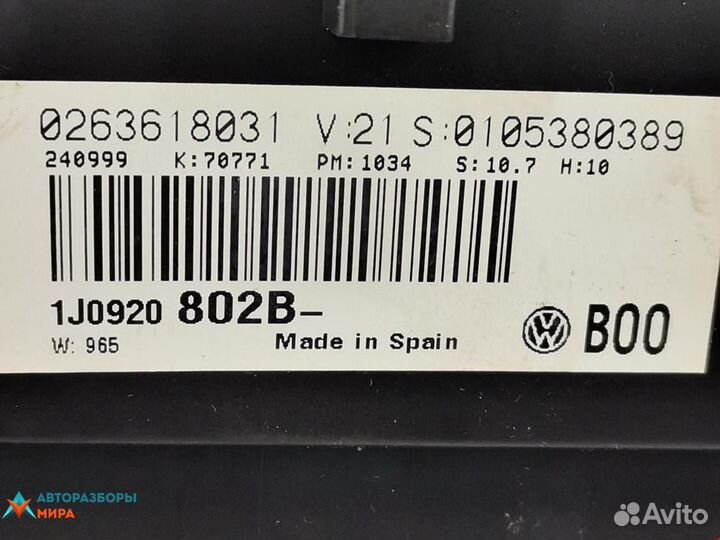 0263618031 V:21 S:0105380389
240999 K:70771 PM:1034 S:10.7 H:10
1J0920 802B-
W: 965 Made in Spain
B00
АВТОРАЗБОРЫ
МИРА
Avito